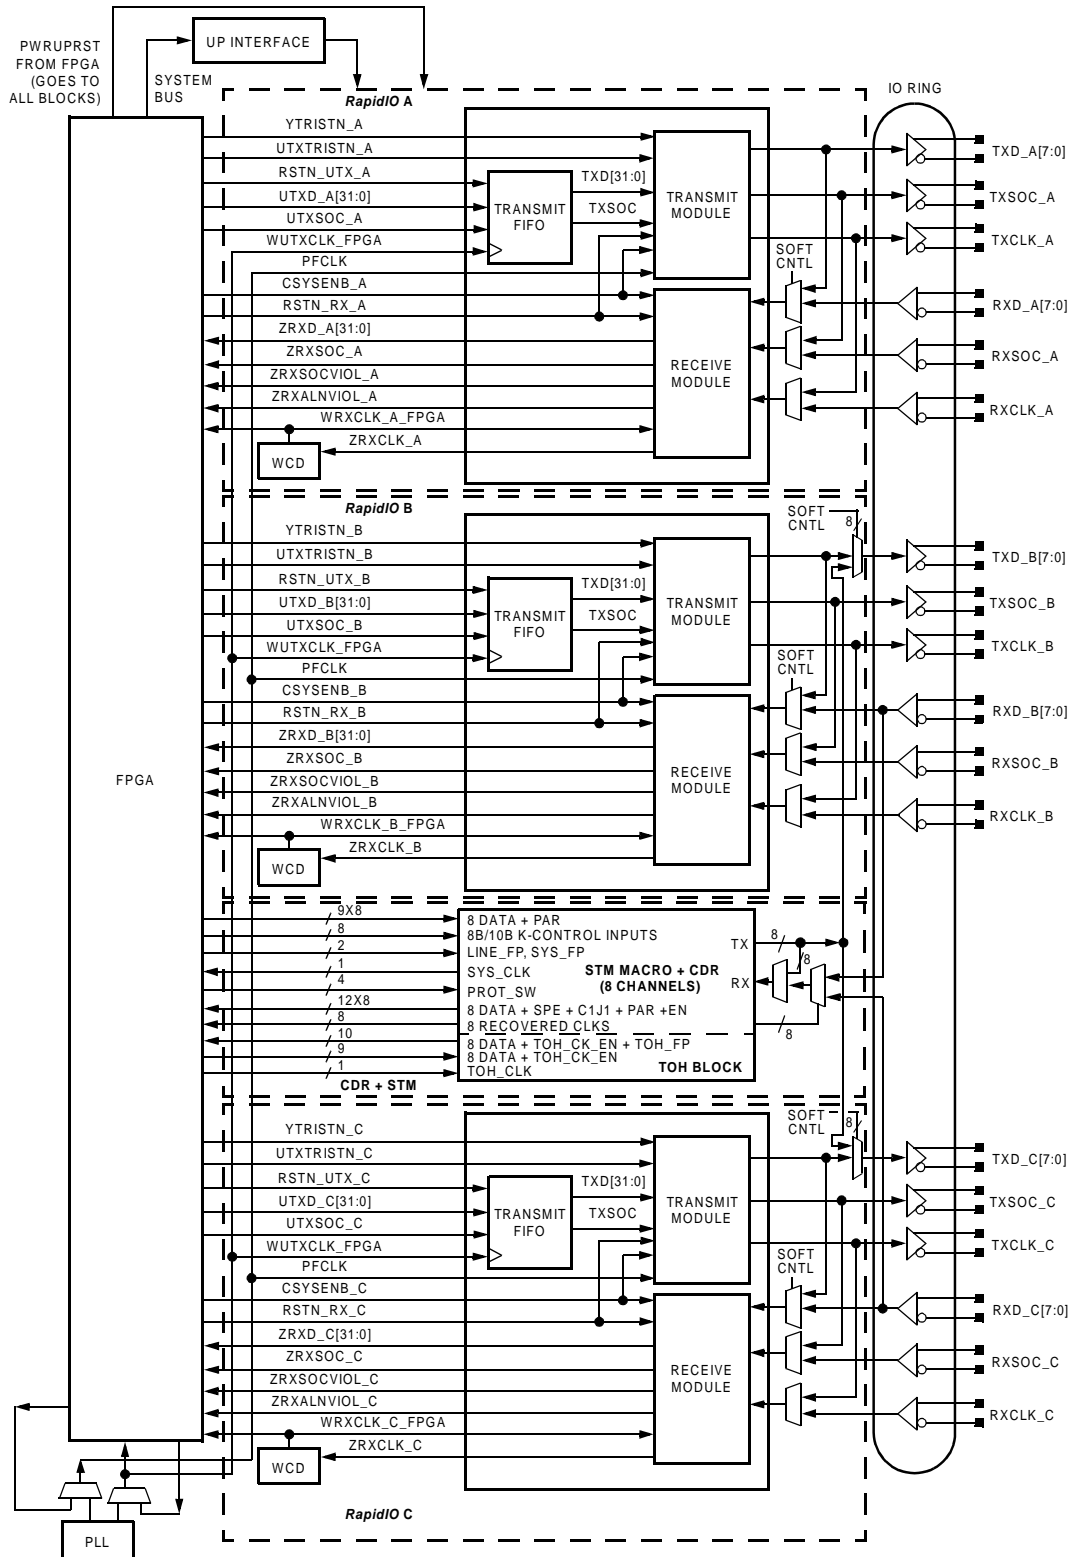 PWRUPRST
FROM FPGA
(GOES TO
ALL BLOCKS)
SYSTEM
BUS
UP INTERFACE
IO RING
RapidIO A
YTRISTN_A
UTXTRISTN_A
RSTN_UTX_A
UTXD_A[31:0]
UTXSOC_A
WUTXCLK_FPGA
PFCLK
CSYSENB_A
RSTN_RX_A
ZRXD_A[31:0]
ZRXSOC_A
ZRXSOCVIOL_A
ZRXALNVIOL_A
WRXCLK_A_FPGA
ZRXCLK_A
WCD
TRANSMIT
FIFO
TXD[31:0]
TXSOC
TRANSMIT
MODULE
RECEIVE
MODULE
SOFT
CNTL
TXD_A[7:0]
TXSOC_A
TXCLK_A
RXD_A[7:0]
RXSOC_A
RXCLK_A
RapidIO B
YTRISTN_B
UTXTRISTN_B
RSTN_UTX_B
UTXD_B[31:0]
UTXSOC_B
WUTXCLK_FPGA
PFCLK
CSYSENB_B
RSTN_RX_B
ZRXD_B[31:0]
ZRXSOC_B
ZRXSOCVIOL_B
ZRXALNVIOL_B
WRXCLK_B_FPGA
ZRXCLK_B
WCD
TRANSMIT
FIFO
TXD[31:0]
TXSOC
TRANSMIT
MODULE
RECEIVE
MODULE
SOFT
CNTL
8
SOFT
CNTL
TXD_B[7:0]
TXSOC_B
TXCLK_B
RXD_B[7:0]
RXSOC_B
RXCLK_B
FPGA
9X8
8
2
1
4
12X8
8
10
9
1
CDR + STM
8 DATA + PAR
8B/10B K-CONTROL INPUTS
LINE_FP, SYS_FP
SYS_CLK
PROT_SW
8 DATA + SPE + C1J1 + PAR +EN
8 RECOVERED CLKS
8 DATA + TOH_CK_EN + TOH_FP
8 DATA + TOH_CK_EN
TOH_CLK
STM MACRO + CDR
(8 CHANNELS)
TOH BLOCK
TX
RX
8
8
8
RapidIO C
YTRISTN_C
UTXTRISTN_C
RSTN_UTX_C
UTXD_C[31:0]
UTXSOC_C
WUTXCLK_FPGA
PFCLK
CSYSENB_C
RSTN_RX_C
ZRXD_C[31:0]
ZRXSOC_C
ZRXSOCVIOL_C
ZRXALNVIOL_C
WRXCLK_C_FPGA
ZRXCLK_C
WCD
TRANSMIT
FIFO
TXD[31:0]
TXSOC
TRANSMIT
MODULE
RECEIVE
MODULE
SOFT
CNTL
8
SOFT
CNTL
TXD_C[7:0]
TXSOC_C
TXCLK_C
RXD_C[7:0]
RXSOC_C
RXCLK_C
PLL